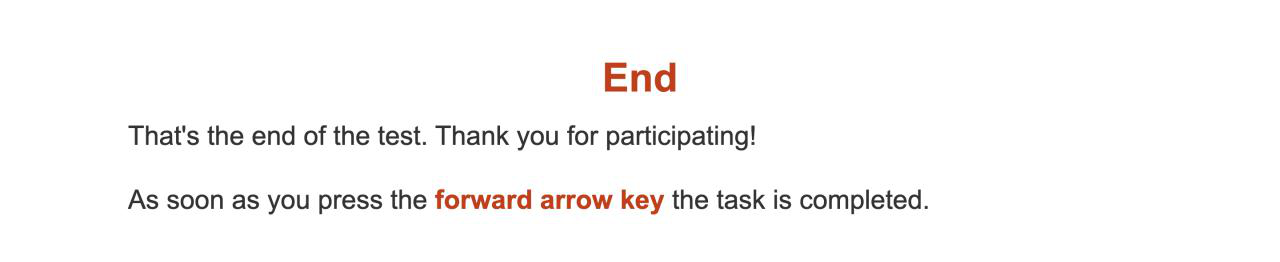 End
That's the end of the test. Thank you for participating!
As soon as you press the forward arrow key the task is completed.